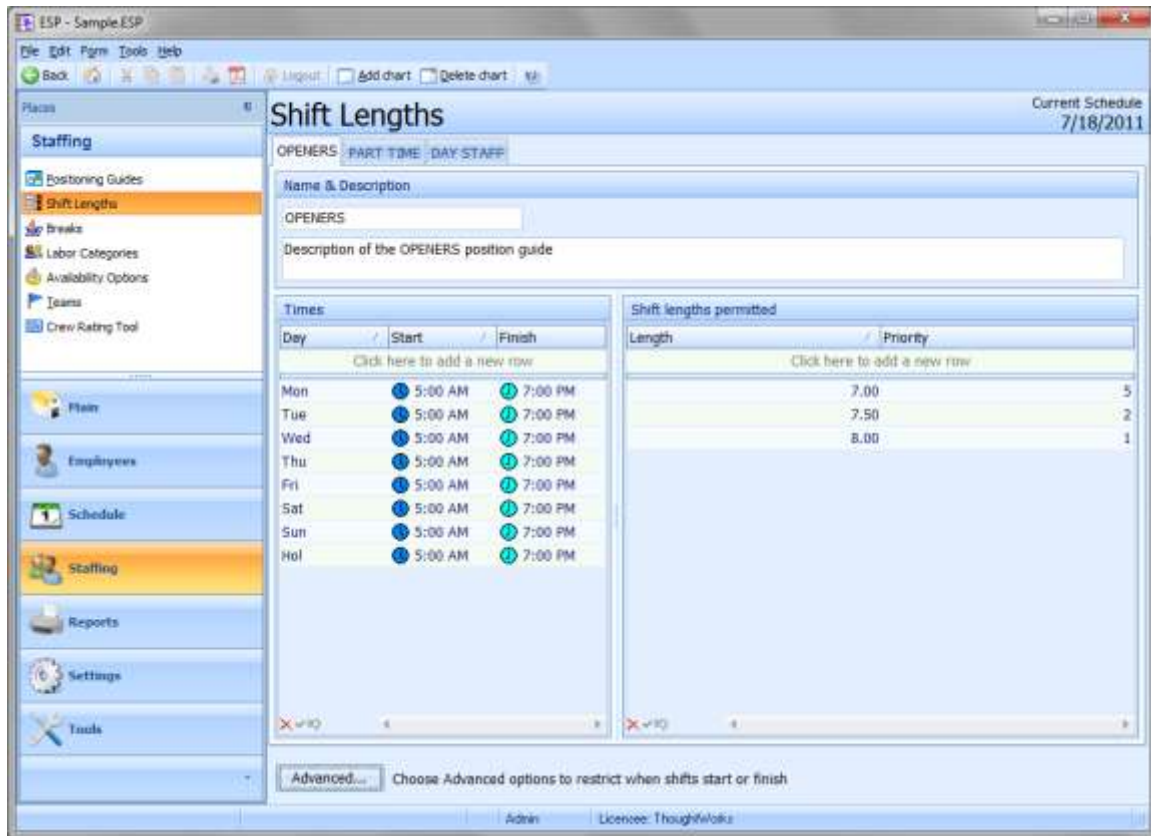 ESP - Sample.ESP
File Edit Form Tools Help
Back Logout Add chart Delete chart
Places
Staffing
Positioning Guides
Shift Lengths
Breaks
Labor Categories
Availability Options
Teams
Crew Rating Tool
Main
Employees
Schedule
Staffing
Reports
Settings
Tools
Shift Lengths
Current Schedule
7/18/2011
OPENERS PART TIME DAY STAFF
Name & Description
OPENERS
Description of the OPENERS position guide
Times
Day Start Finish
Click here to add a new row
Mon 5:00 AM 7:00 PM
Tue 5:00 AM 7:00 PM
Wed 5:00 AM 7:00 PM
Thu 5:00 AM 7:00 PM
Fri 5:00 AM 7:00 PM
Sat 5:00 AM 7:00 PM
Sun 5:00 AM 7:00 PM
Hol 5:00 AM 7:00 PM
Shift lengths permitted
Length Priority
Click here to add a new row
7.00 5
7.50 2
8.00 1
Advanced... Choose Advanced options to restrict when shifts start or finish
Admin Licencee: ThoughtWorks